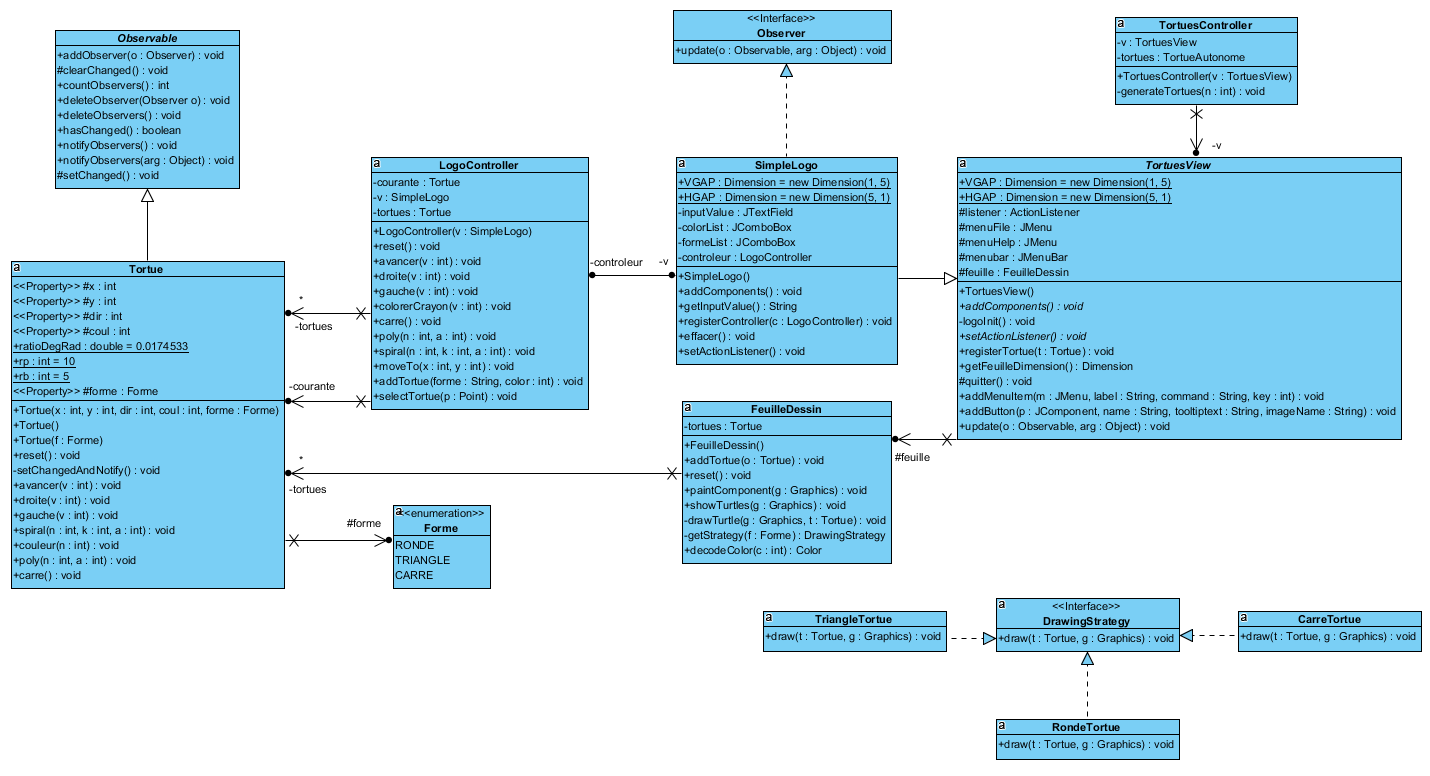 Observable
+addObserver(o : Observer) : void
#clearChanged() : void
+countObservers() : int
+deleteObserver(Observer o) : void
+deleteObservers() : void
+hasChanged() : boolean
+notifyObservers() : void
+notifyObservers(arg : Object) : void
#setChanged() : void
<<Interface>>
Observer
+update(o : Observable, arg : Object) : void
a
TortuesController
-v : TortuesView
-tortues : TortueAutonome
+TortuesController(v : TortuesView)
-generateTortues(n : int) : void
-v
a
LogoController
-courante : Tortue
-v : SimpleLogo
-tortues : Tortue
+LogoController(v : SimpleLogo)
+reset() : void
+avancer(v : int) : void
+droite(v : int) : void
+gauche(v : int) : void
+colorerCrayon(v : int) : void
+carre() : void
+poly(n : int, a : int) : void
+spiral(n : int, k : int, a : int) : void
+moveTo(x : int, y : int) : void
+addTortue(forme : String, color : int) : void
+selectTortue(p : Point) : void
-controleur
-v
a
SimpleLogo
+VGAP : Dimension = new Dimension(1, 5)
+HGAP : Dimension = new Dimension(5, 1)
-inputValue : JTextField
-colorList : JComboBox
-formeList : JComboBox
-controleur : LogoController
+SimpleLogo()
+addComponents() : void
+getInputValue() : String
+registerController(c : LogoController) : void
+effacer() : void
+setActionListener() : void
a
TortuesView
+VGAP : Dimension = new Dimension(1, 5)
+HGAP : Dimension = new Dimension(5, 1)
#listener : ActionListener
#menuFile : JMenu
#menuHelp : JMenu
#menubar : JMenuBar
#feuille : FeuilleDessin
+TortuesView()
+addComponents() : void
-logoInit() : void
+setActionListener() : void
+registerTortue(t : Tortue) : void
+getFeuilleDimension() : Dimension
#quitter() : void
+addMenuItem(m : JMenu, label : String, command : String, key : int) : void
+addButton(p : JComponent, name : String, tooltiptext : String, imageName : String) : void
+update(o : Observable, arg : Object) : void
a
Tortue
<<Property>> #x : int
<<Property>> #y : int
<<Property>> #dir : int
<<Property>> #coul : int
+ratioDegRad : double = 0.0174533
+rp : int = 10
+rb : int = 5
<<Property>> #forme : Forme
+Tortue(x : int, y : int, dir : int, coul : int, forme : Forme)
+Tortue()
+Tortue(f : Forme)
+reset() : void
-setChangedAndNotify() : void
+avancer(v : int) : void
+droite(v : int) : void
+gauche(v : int) : void
+spiral(n : int, k : int, a : int) : void
+couleur(n : int) : void
+poly(n : int, a : int) : void
+carre() : void
*
-tortues
-courante
*
-tortues
#forme
a
<<enumeration>>
Forme
RONDE
TRIANGLE
CARRE
a
FeuilleDessin
-tortues : Tortue
+FeuilleDessin()
+addTortue(o : Tortue) : void
+reset() : void
+paintComponent(g : Graphics) : void
+showTurtles(g : Graphics) : void
-drawTurtle(g : Graphics, t : Tortue) : void
-getStrategy(f : Forme) : DrawingStrategy
+decodeColor(c : int) : Color
#feuille
a
TriangleTortue
+draw(t : Tortue, g : Graphics) : void
a
<<Interface>>
DrawingStrategy
+draw(t : Tortue, g : Graphics) : void
a
CarreTortue
+draw(t : Tortue, g : Graphics) : void
a
RondeTortue
+draw(t : Tortue, g : Graphics) : void